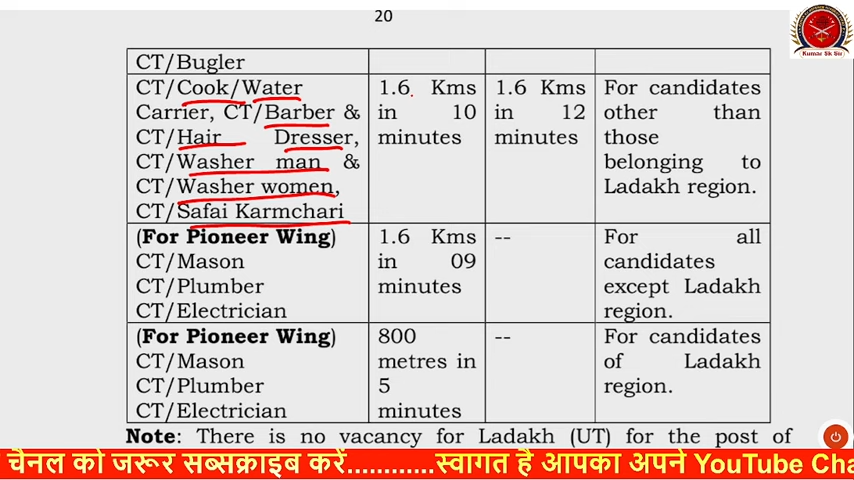 20
Kumar Sk Sir
CT/Bugler
CT/Cook/Water
Carrier, CT/Barber &
CT/Hair Dresser,
CT/Washer man &
CT/Washer women,
CT/Safai Karmchari
1.6 Kms
in 10
minutes
1.6 Kms
in 12
minutes
For candidates
other than
those
belonging to
Ladakh region.
(For Pioneer Wing)
CT/Mason
CT/Plumber
CT/Electrician
1.6 Kms
in 09
minutes
--
For all
candidates
except Ladakh
region.
(For Pioneer Wing)
CT/Mason
CT/Plumber
CT/Electrician
800
metres in
5
minutes
--
For candidates
of Ladakh
region.
Note: There is no vacancy for Ladakh (UT) for the post of
चैनल को जरूर सब्सक्राइब करें............स्वागत है आपका अपने YouTube Cha